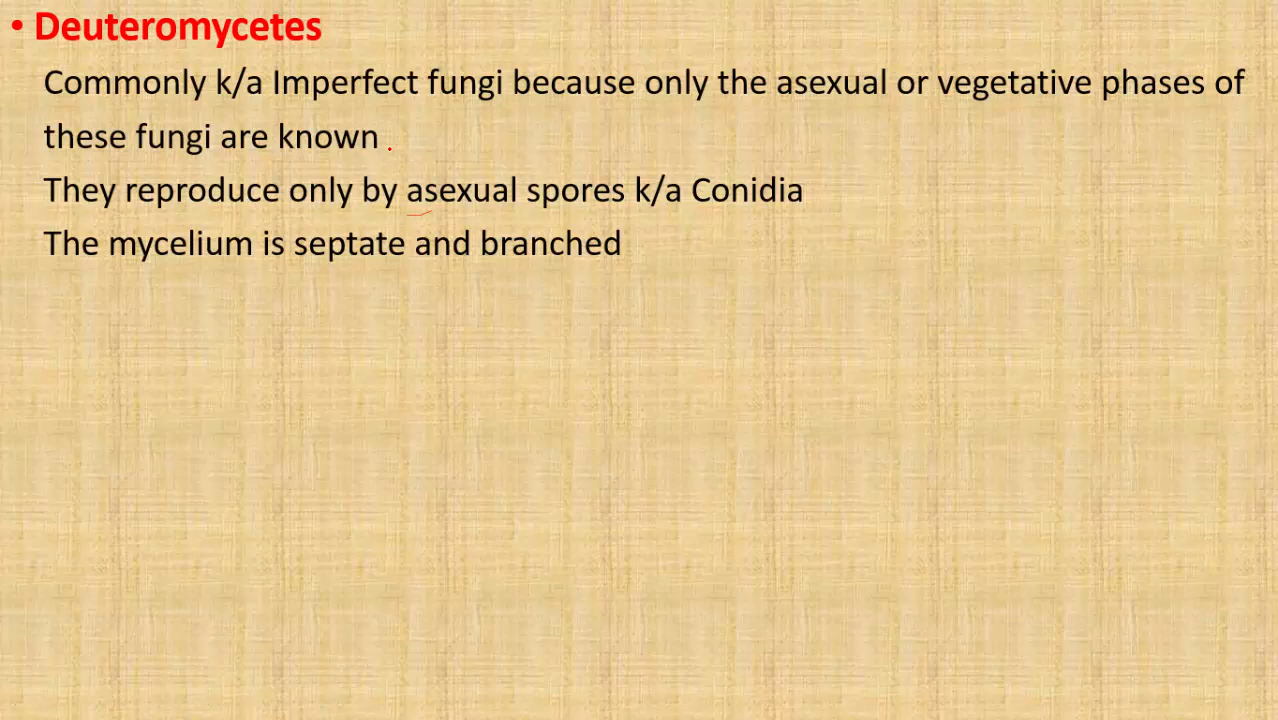 • Deuteromycetes
Commonly k/a Imperfect fungi because only the asexual or vegetative phases of
these fungi are known .
They reproduce only by asexual spores k/a Conidia
The mycelium is septate and branched